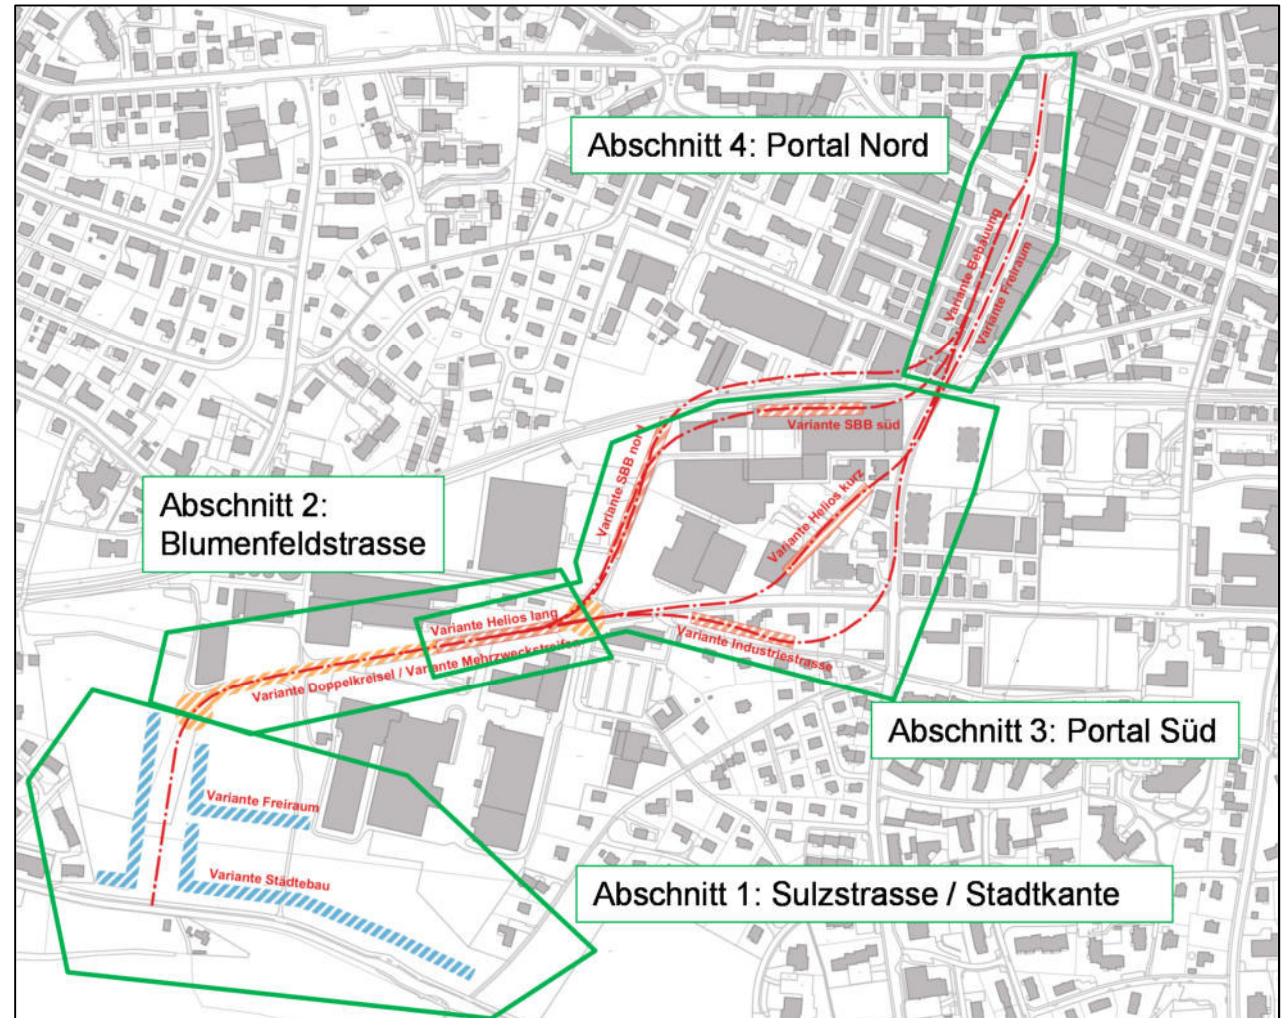 Abschnitt 4: Portal Nord
Variante Bebauung
Variante Freiraum
Variante SBB süd
Variante SBB nord
Variante Helios kurz
Abschnitt 2:
Blumenfeldstrasse
Variante Helios lang
Variante Industriestrasse
Variante Doppelkreisel / Variante Mehrzweckstreifen
Abschnitt 3: Portal Süd
Variante Freiraum
Variante Städtebau
Abschnitt 1: Sulzstrasse / Stadtkante